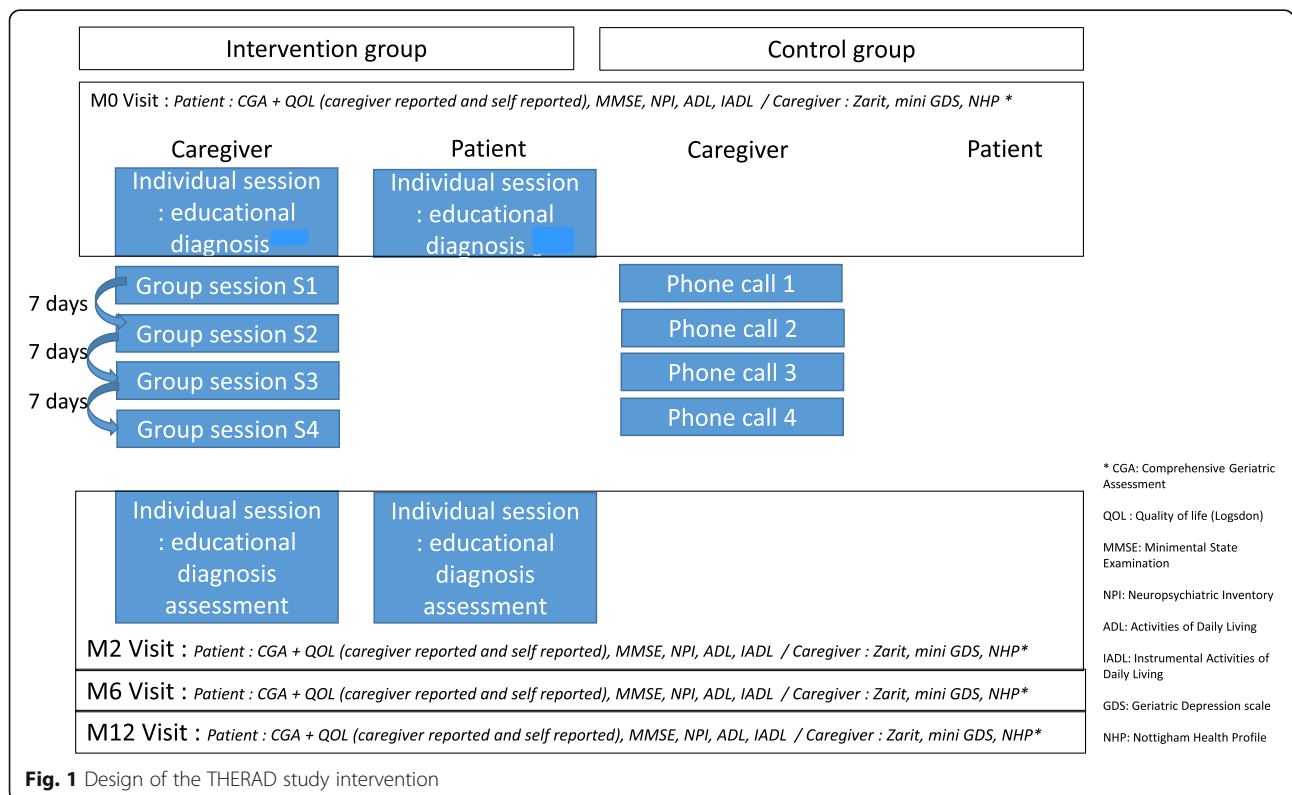 Intervention group
Control group
M0 Visit : Patient : CGA + QOL (caregiver reported and self reported), MMSE, NPI, ADL, IADL / Caregiver : Zarit, mini GDS, NHP *
Caregiver
Patient
Caregiver
Patient
Individual session
: educational
diagnosis
Individual session
: educational
diagnosis
Group session S1
7 days
Group session S2
7 days
Group session S3
7 days
Group session S4
Phone call 1
Phone call 2
Phone call 3
Phone call 4
Individual session
: educational
diagnosis
assessment
Individual session
: educational
diagnosis
assessment
M2 Visit : Patient : CGA + QOL (caregiver reported and self reported), MMSE, NPI, ADL, IADL / Caregiver : Zarit, mini GDS, NHP*
M6 Visit : Patient : CGA + QOL (caregiver reported and self reported), MMSE, NPI, ADL, IADL / Caregiver : Zarit, mini GDS, NHP*
M12 Visit : Patient : CGA + QOL (caregiver reported and self reported), MMSE, NPI, ADL, IADL / Caregiver : Zarit, mini GDS, NHP*
* CGA: Comprehensive Geriatric
Assessment
QOL : Quality of life (Logsdon)
MMSE: Minimental State
Examination
NPI: Neuropsychiatric Inventory
ADL: Activities of Daily Living
IADL: Instrumental Activities of
Daily Living
GDS: Geriatric Depression scale
NHP: Nottigham Health Profile
Fig. 1 Design of the THERAD study intervention